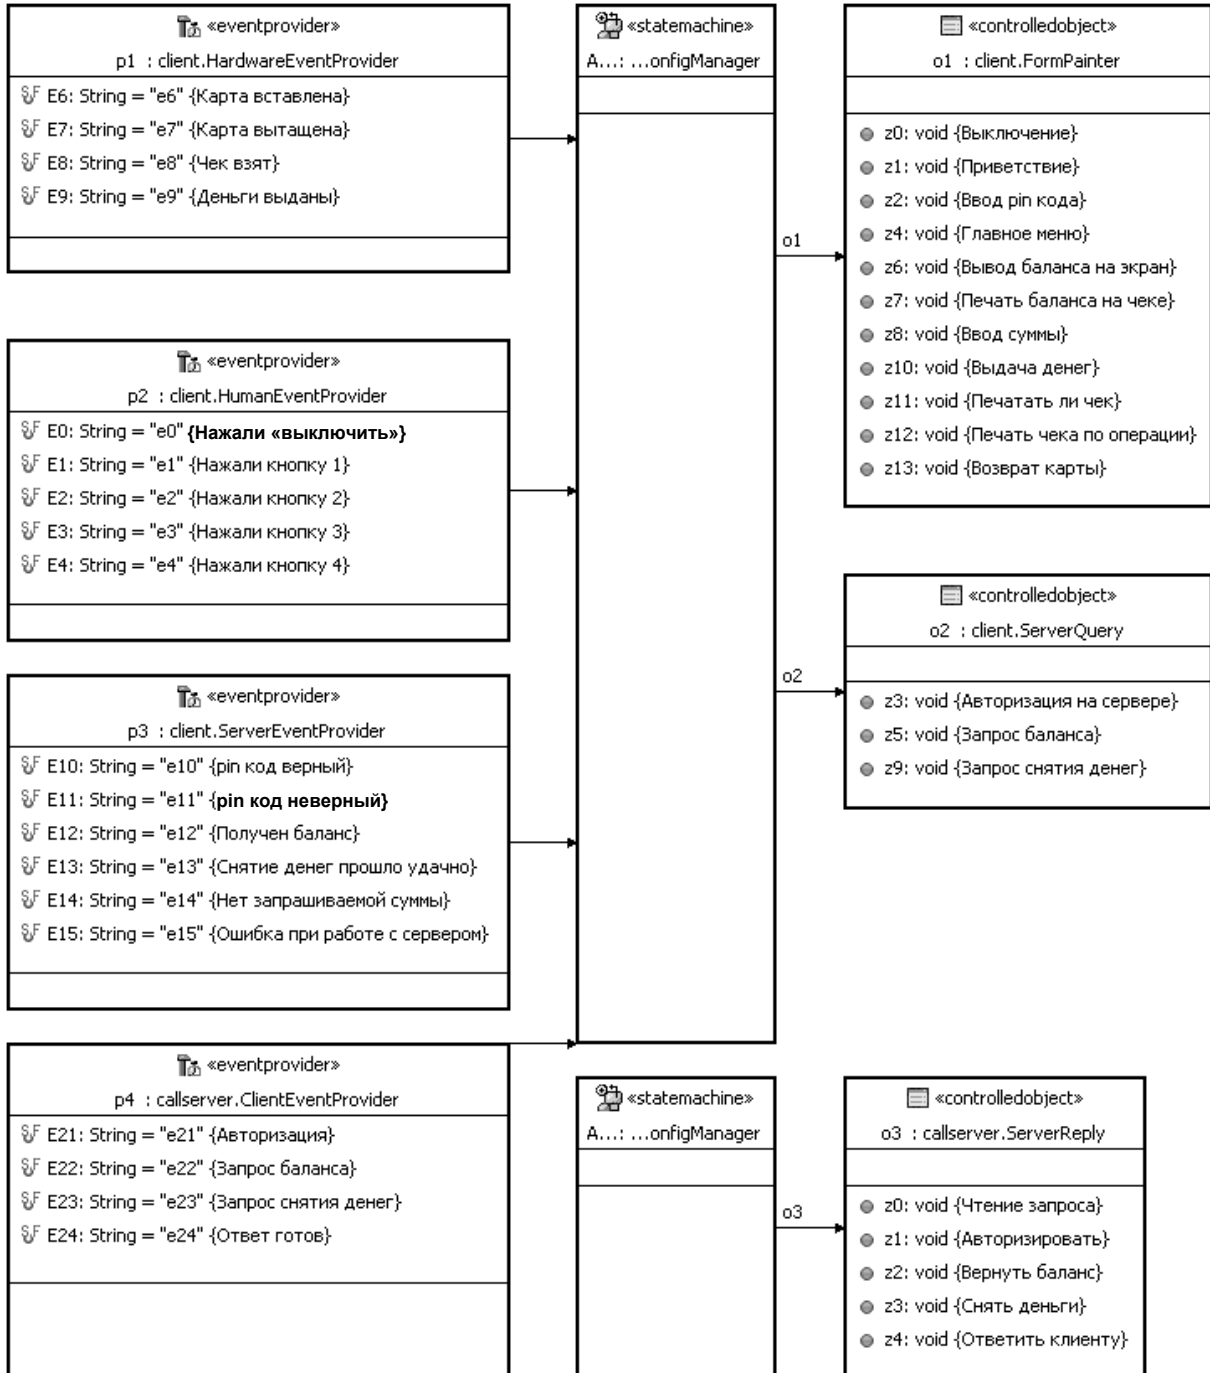 «eventprovider»
p1 : client.HardwareEventProvider
E6: String = "e6" {Карта вставлена}
E7: String = "e7" {Карта вытащена}
E8: String = "e8" {Чек взят}
E9: String = "e9" {Деньги выданы}
«eventprovider»
p2 : client.HumanEventProvider
E0: String = "e0" {Нажали «выключить»}
E1: String = "e1" {Нажали кнопку 1}
E2: String = "e2" {Нажали кнопку 2}
E3: String = "e3" {Нажали кнопку 3}
E4: String = "e4" {Нажали кнопку 4}
«eventprovider»
p3 : client.ServerEventProvider
E10: String = "e10" {pin код верный}
E11: String = "e11" {pin код неверный}
E12: String = "e12" {Получен баланс}
E13: String = "e13" {Снятие денег прошло удачно}
E14: String = "e14" {Нет запрашиваемой суммы}
E15: String = "e15" {Ошибка при работе с сервером}
«eventprovider»
p4 : callserver.ClientEventProvider
E21: String = "e21" {Авторизация}
E22: String = "e22" {Запрос баланса}
E23: String = "e23" {Запрос снятия денег}
E24: String = "e24" {Ответ готов}
«statemachine»
A...: ...onfigManager
o1
o2
«statemachine»
A...: ...onfigManager
o3
«controlledobject»
o1 : client.FormPainter
z0: void {Выключение}
z1: void {Приветствие}
z2: void {Ввод pin кода}
z4: void {Главное меню}
z6: void {Вывод баланса на экран}
z7: void {Печать баланса на чеке}
z8: void {Ввод суммы}
z10: void {Выдача денег}
z11: void {Печатать ли чек}
z12: void {Печать чека по операции}
z13: void {Возврат карты}
«controlledobject»
o2 : client.ServerQuery
z3: void {Авторизация на сервере}
z5: void {Запрос баланса}
z9: void {Запрос снятия денег}
«controlledobject»
o3 : callserver.ServerReply
z0: void {Чтение запроса}
z1: void {Авторизировать}
z2: void {Вернуть баланс}
z3: void {Снять деньги}
z4: void {Ответить клиенту}